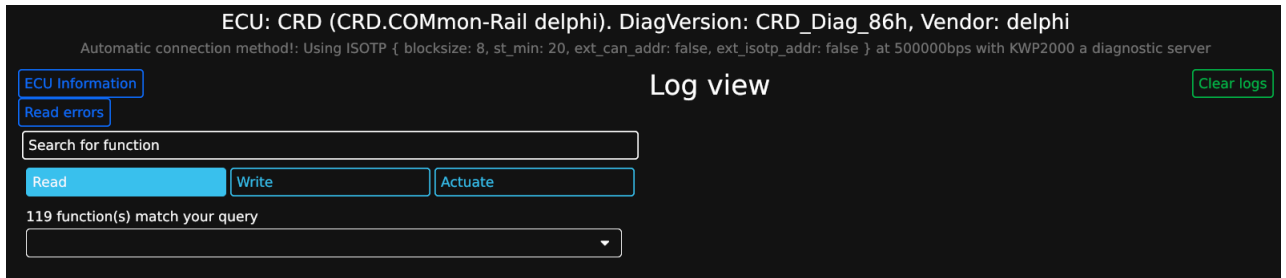 ECU: CRD (CRD.COMmon-Rail delphi). DiagVersion: CRD_Diag_86h, Vendor: delphi
Automatic connection method!: Using ISOTP { blocksize: 8, st_min: 20, ext_can_addr: false, ext_isotp_addr: false } at 500000bps with KWP2000 a diagnostic server
ECU Information
Read errors
Search for function
Read
Write
Actuate
119 function(s) match your query
Log view
Clear logs